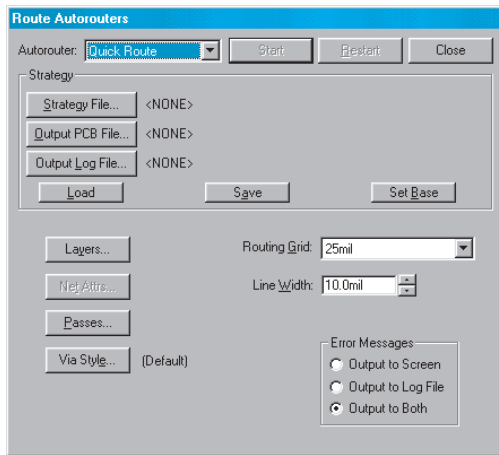 Route Autorouters
Autorouter: Quick Route Start Restart Close
Strategy
Strategy File... <NONE>
Output PCB File... <NONE>
Output Log File... <NONE>
Load Save Set Base
Layers... Routing Grid: 25mil
Net Attrs... Line Width: 10.0mil
Passes...
Via Style... (Default)
Error Messages
Output to Screen
Output to Log File
Output to Both